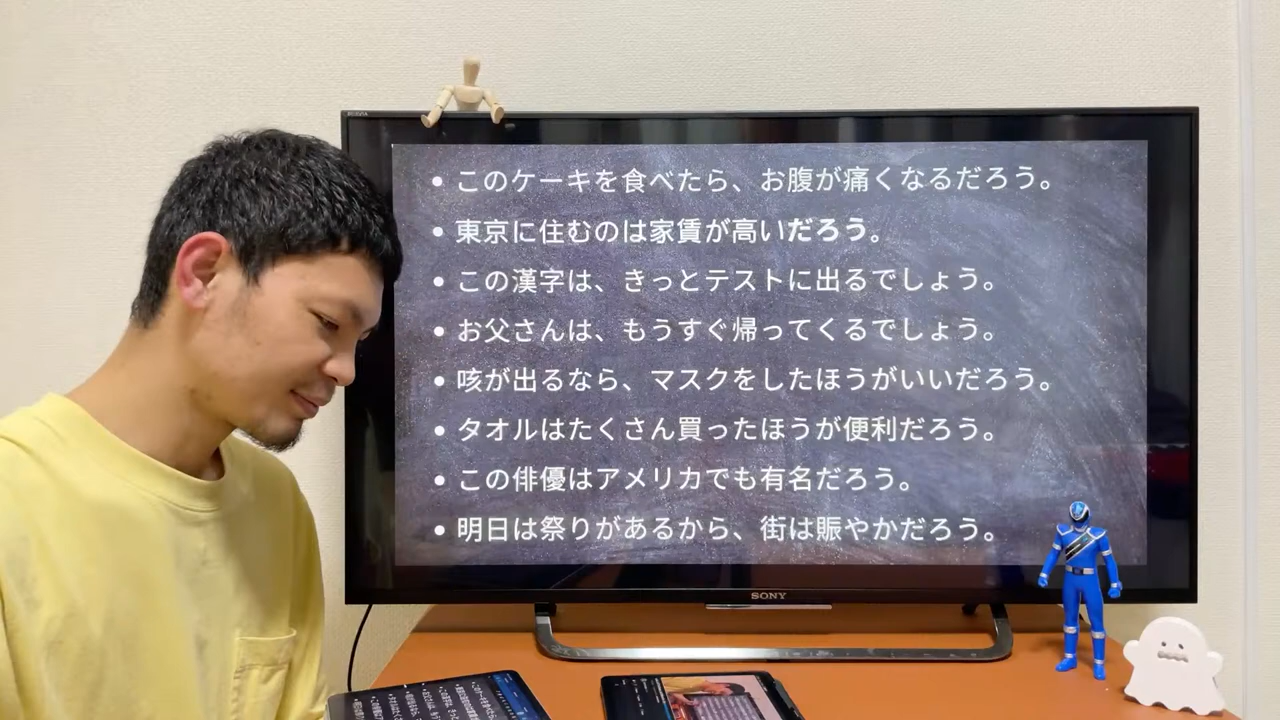 • このケーキを食べたら、お腹が痛くなるだろう。
• 東京に住むのは家賃が高いだろう。
• この漢字は、きっとテストに出るでしょう。
• お父さんは、もうすぐ帰ってくるでしょう。
• 咳が出るなら、マスクをしたほうがいいだろう。
• タオルはたくさん買ったほうが便利だろう。
• この俳優はアメリカでも有名だろう。
• 明日は祭りがあるから、街は賑やかだろう。
SONY